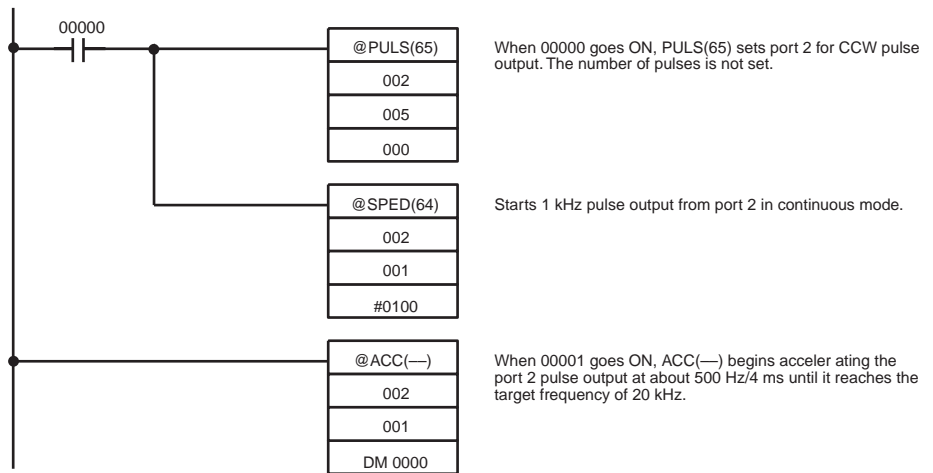 00000
@PULS(65)
002
005
000
When 00000 goes ON, PULS(65) sets port 2 for CCW pulse
output. The number of pulses is not set.
@SPED(64)
002
001
#0100
Starts 1 kHz pulse output from port 2 in continuous mode.
@ACC(—)
002
001
DM 0000
When 00001 goes ON, ACC(—) begins acceler ating the
port 2 pulse output at about 500 Hz/4 ms until it reaches the
target frequency of 20 kHz.